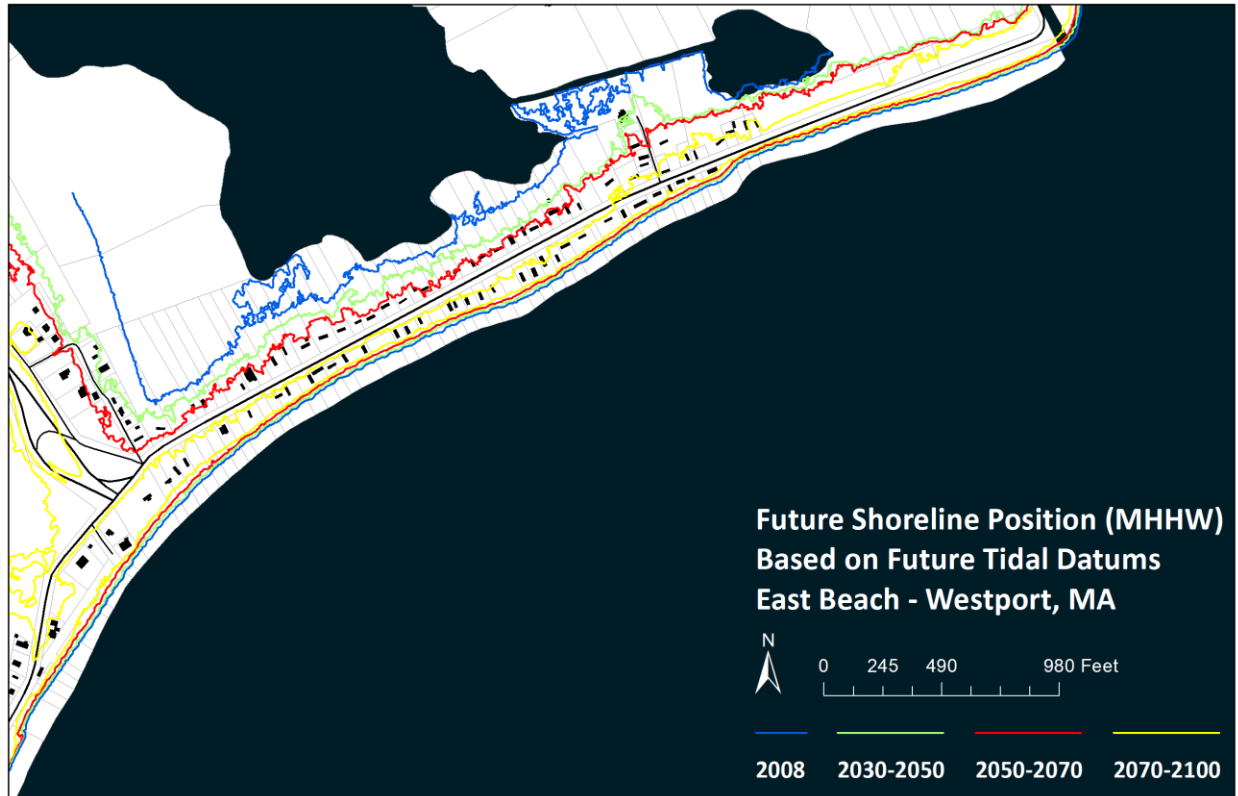 Future Shoreline Position (MHHW)
Based on Future Tidal Datums
East Beach - Westport, MA
N
0 245 490 980 Feet
2008 2030-2050 2050-2070 2070-2100